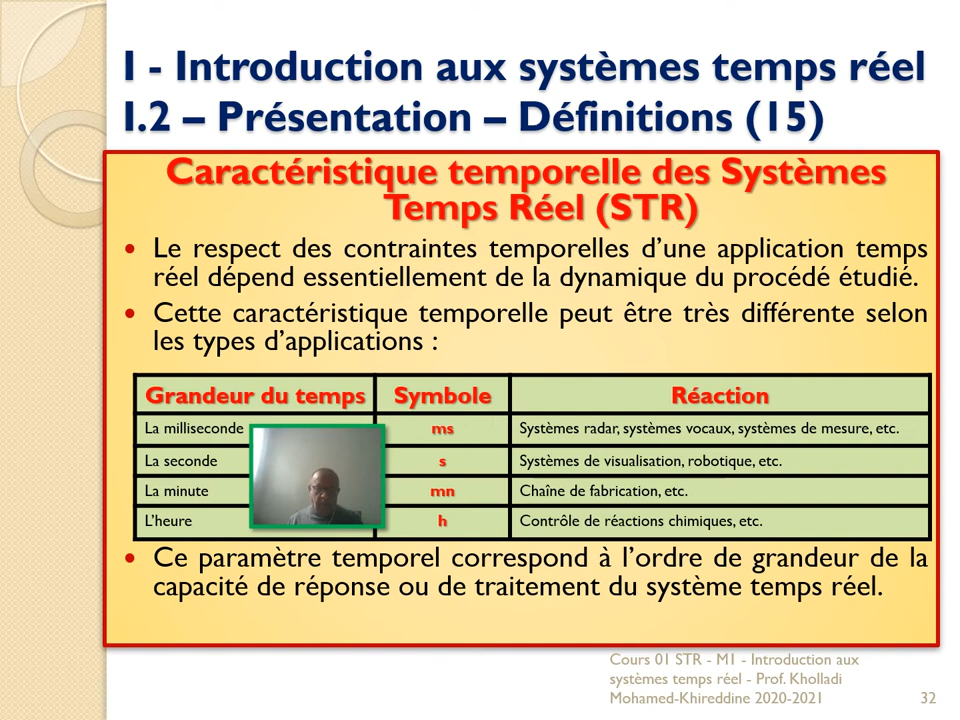 I - Introduction aux systèmes temps réel
I.2 – Présentation – Définitions (15)
Caractéristique temporelle des Systèmes
Temps Réel (STR)
• Le respect des contraintes temporelles d’une application temps
réel dépend essentiellement de la dynamique du procédé étudié.
• Cette caractéristique temporelle peut être très différente selon
les types d’applications :
Grandeur du temps Symbole Réaction
La milliseconde ms Systèmes radar, systèmes vocaux, systèmes de mesure, etc.
La seconde s Systèmes de visualisation, robotique, etc.
La minute mn Chaîne de fabrication, etc.
L’heure h Contrôle de réactions chimiques, etc.
• Ce paramètre temporel correspond à l’ordre de grandeur de la
capacité de réponse ou de traitement du système temps réel.
Cours 01 STR - M1 - Introduction aux
systèmes temps réel - Prof. Kholladi
Mohamed-Khireddine 2020-2021 32